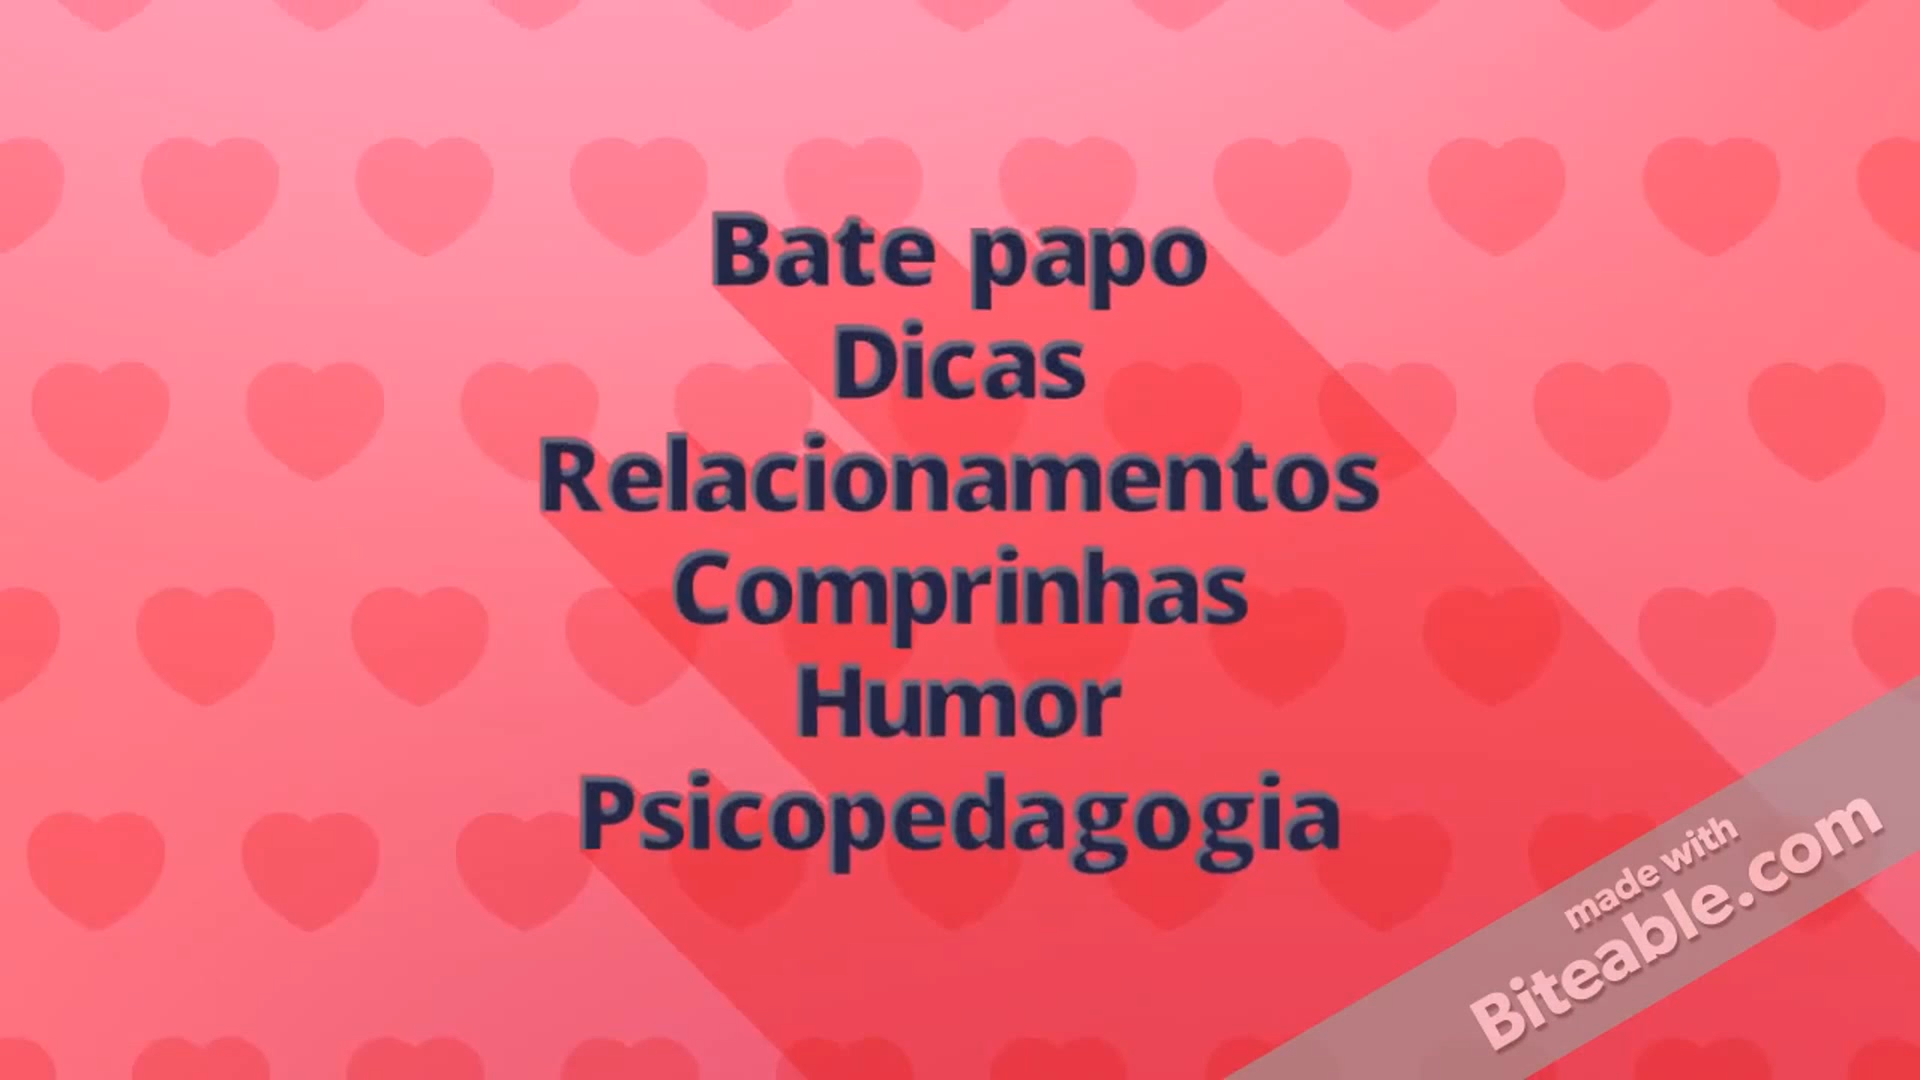 Bate papo
Dicas
Relacionamentos
Comprinhas
Humor
Psicopedagogia
made with
Biteable.com